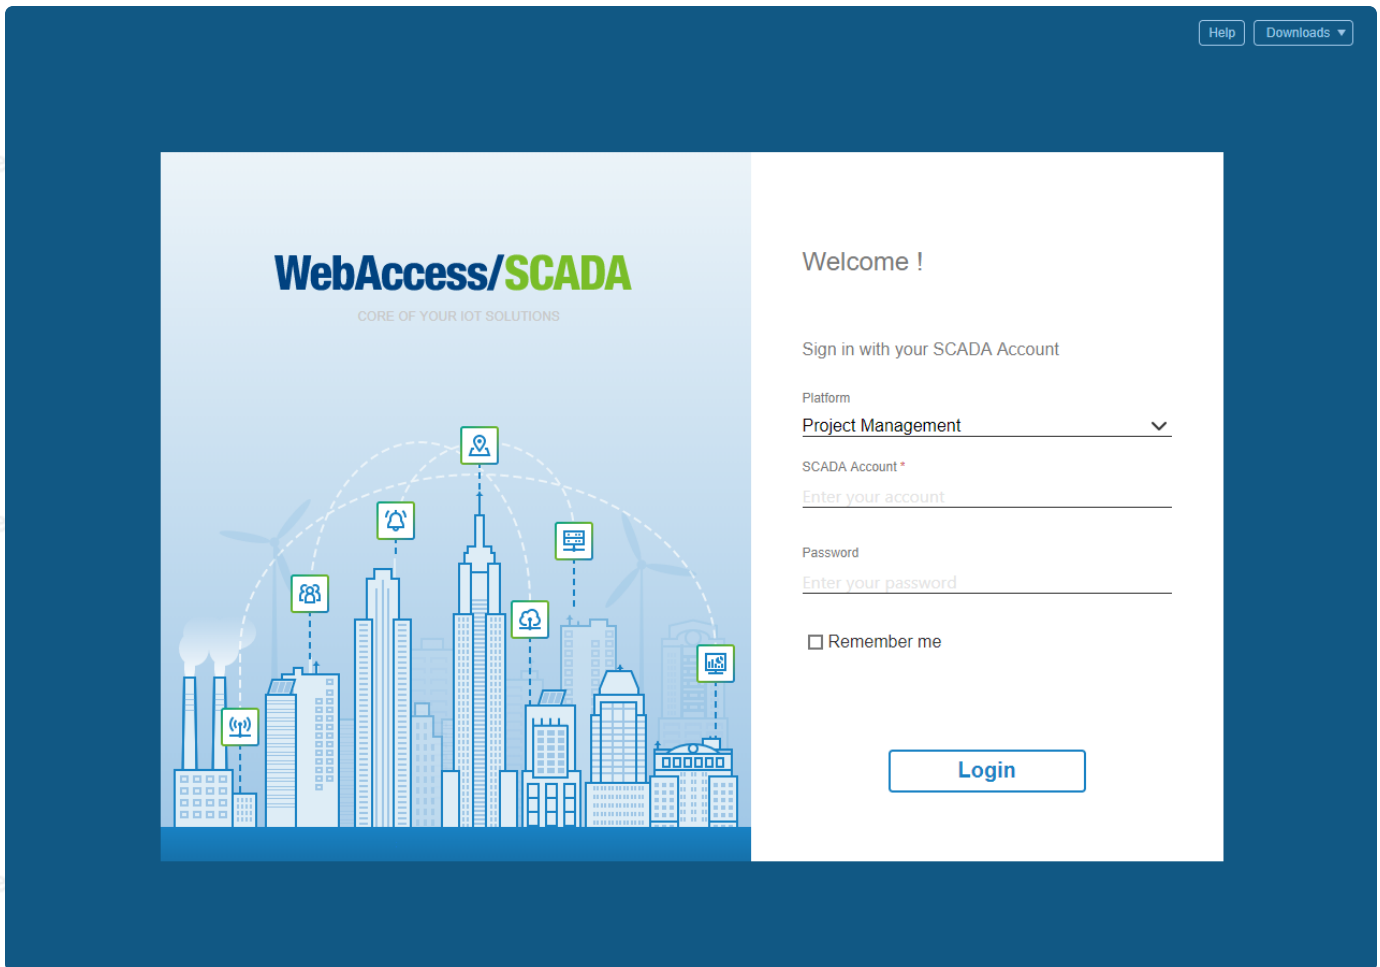 Help
Downloads
WebAccess/SCADA
CORE OF YOUR IOT SOLUTIONS
Welcome !
Sign in with your SCADA Account
Platform
Project Management
SCADA Account *
Enter your account
Password
Enter your password
Remember me
Login